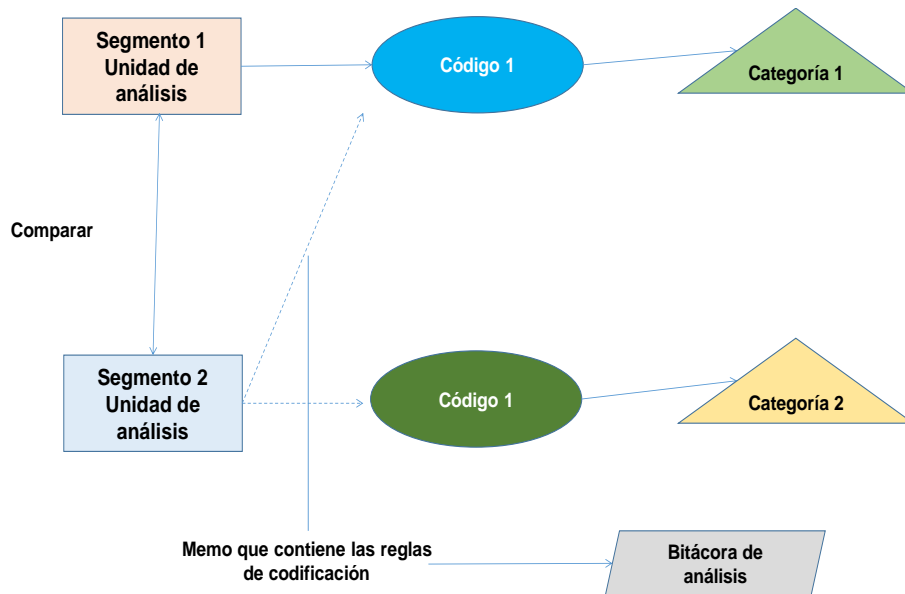 Segmento 1
Unidad de
análisis
Código 1
Categoría 1
Comparar
Segmento 2
Unidad de
análisis
Código 1
Categoría 2
Memo que contiene las reglas
de codificación
Bitácora de
análisis